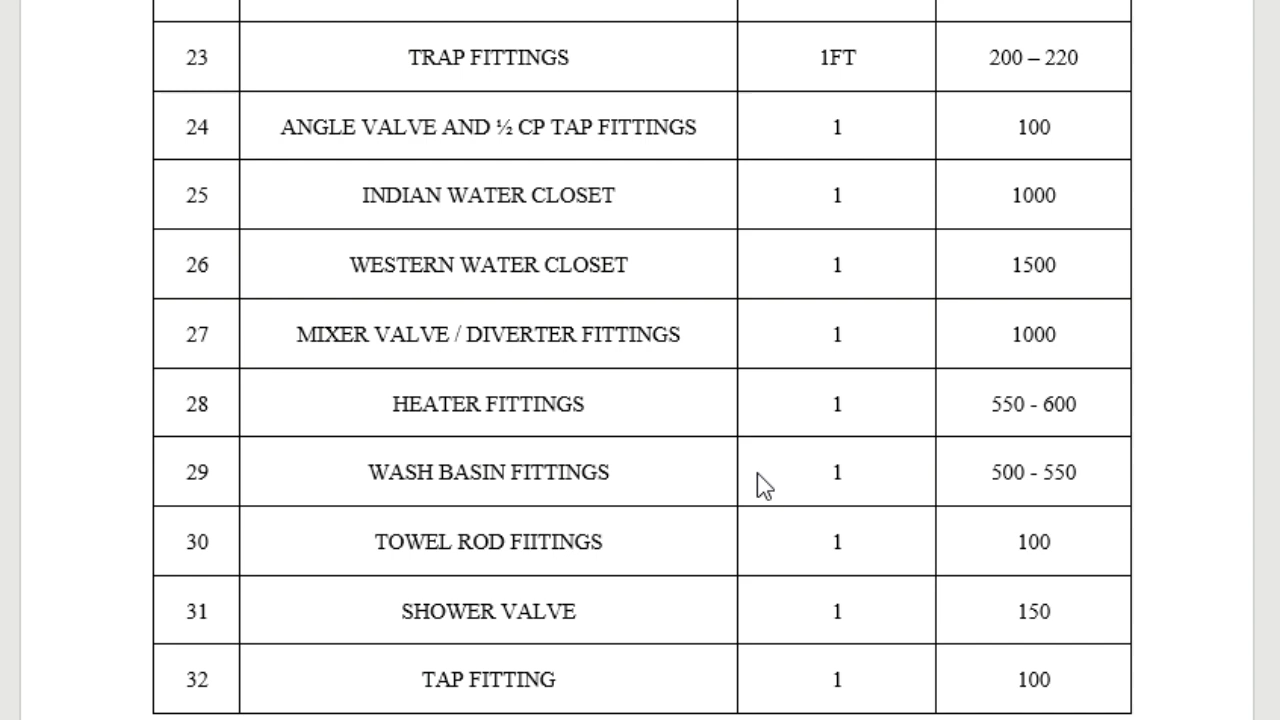 23 TRAP FITTINGS 1FT 200 – 220
24 ANGLE VALVE AND ½ CP TAP FITTINGS 1 100
25 INDIAN WATER CLOSET 1 1000
26 WESTERN WATER CLOSET 1 1500
27 MIXER VALVE / DIVERTER FITTINGS 1 1000
28 HEATER FITTINGS 1 550 - 600
29 WASH BASIN FITTINGS 1 500 - 550
30 TOWEL ROD FIITINGS 1 100
31 SHOWER VALVE 1 150
32 TAP FITTING 1 100